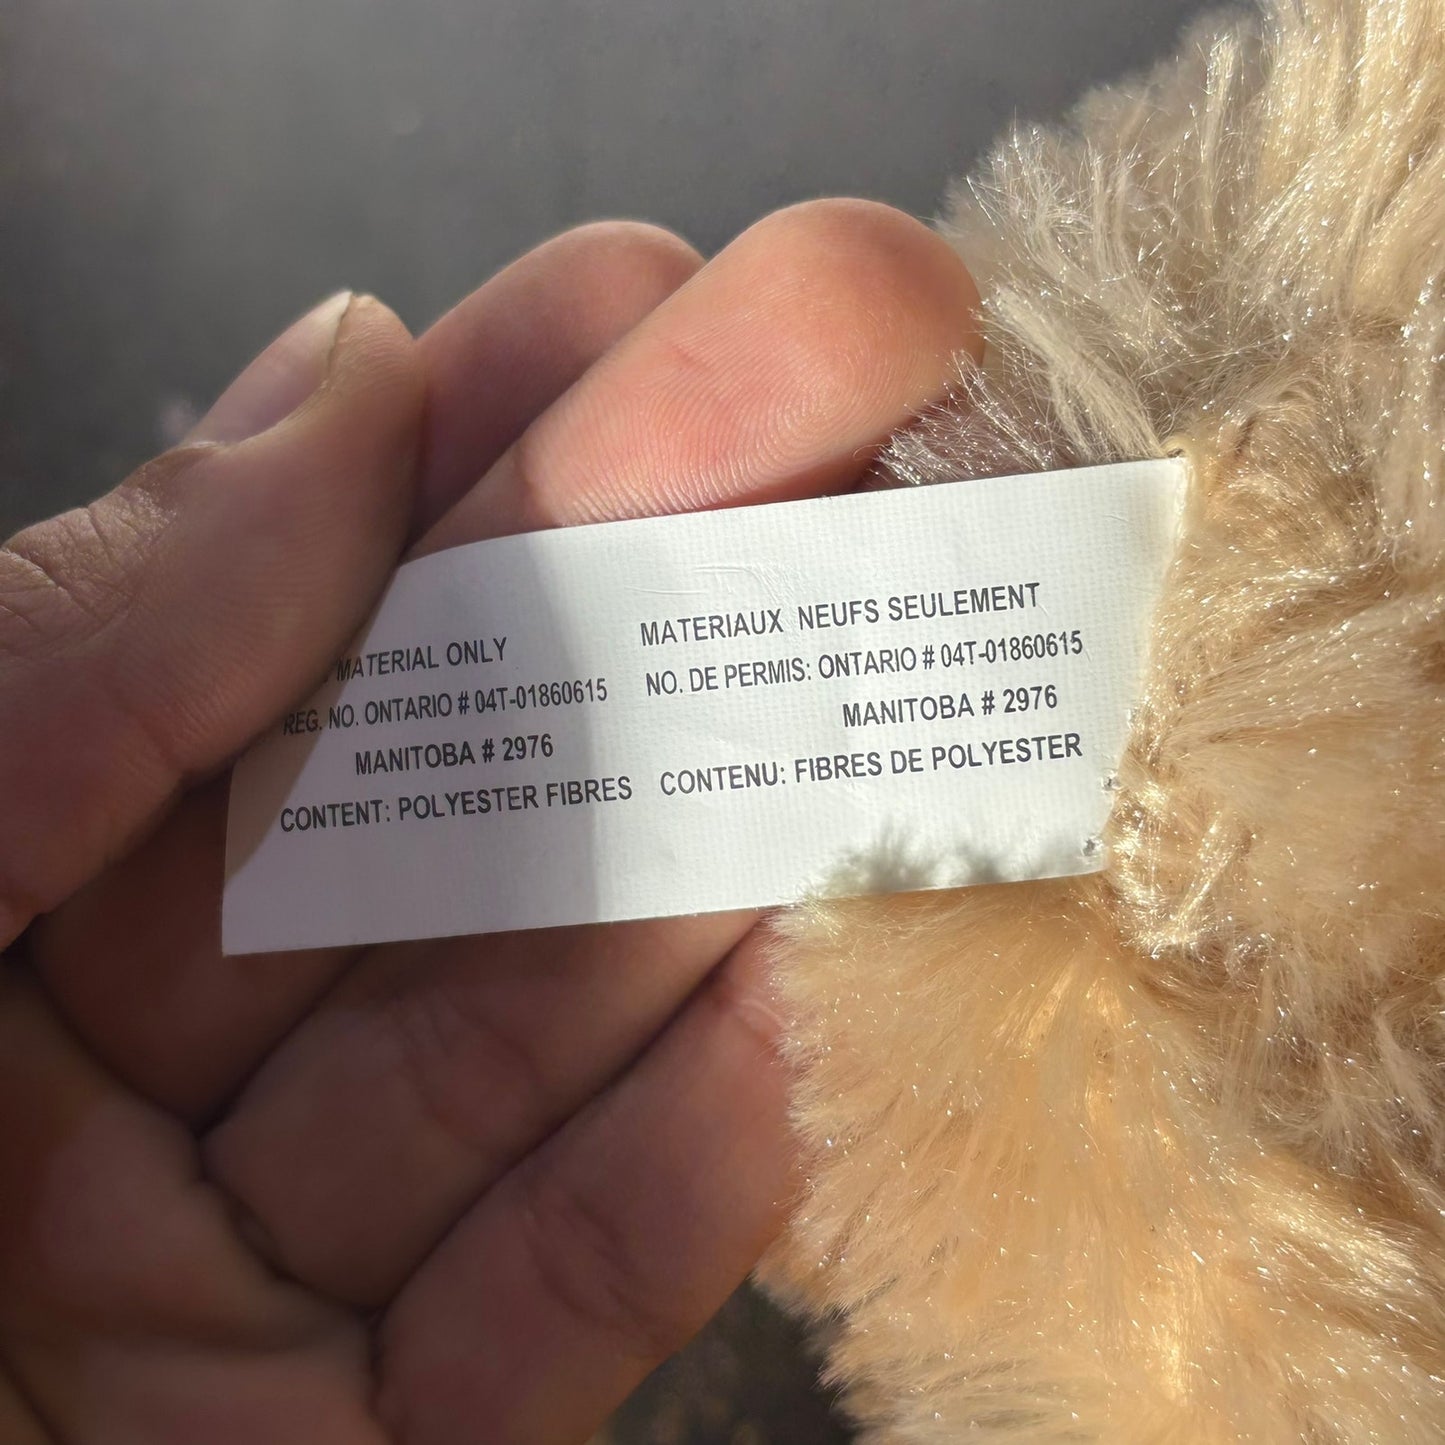 MATERIAL ONLY
REG. NO. ONTARIO # 04T-01860615
MANITOBA # 2976
CONTENT: POLYESTER FIBRES
MATERIAUX NEUFS SEULEMENT
NO. DE PERMIS: ONTARIO # 04T-01860615
MANITOBA # 2976
CONTENU: FIBRES DE POLYESTER